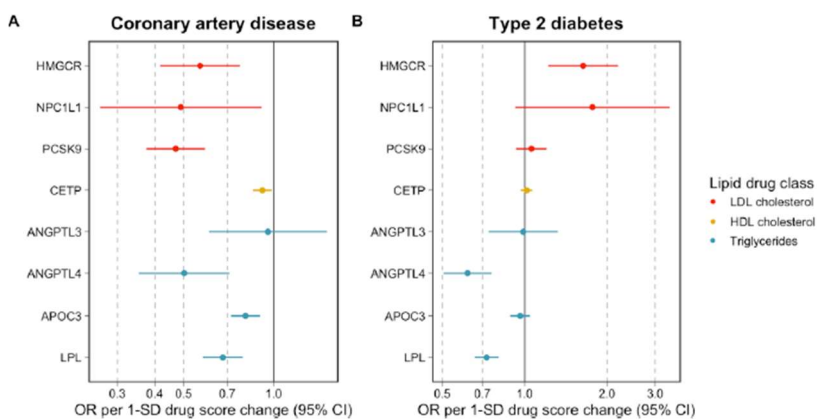 A
Coronary artery disease
HMGCR
NPC1L1
PCSK9
CETP
ANGPTL3
ANGPTL4
APOC3
LPL
0.3 0.4 0.5 0.7 1.0
OR per 1-SD drug score change (95% CI)
B
Type 2 diabetes
HMGCR
NPC1L1
PCSK9
CETP
ANGPTL3
ANGPTL4
APOC3
LPL
0.5 0.7 1.0 2.0 3.0
OR per 1-SD drug score change (95% CI)
Lipid drug class
LDL cholesterol
HDL cholesterol
Triglycerides